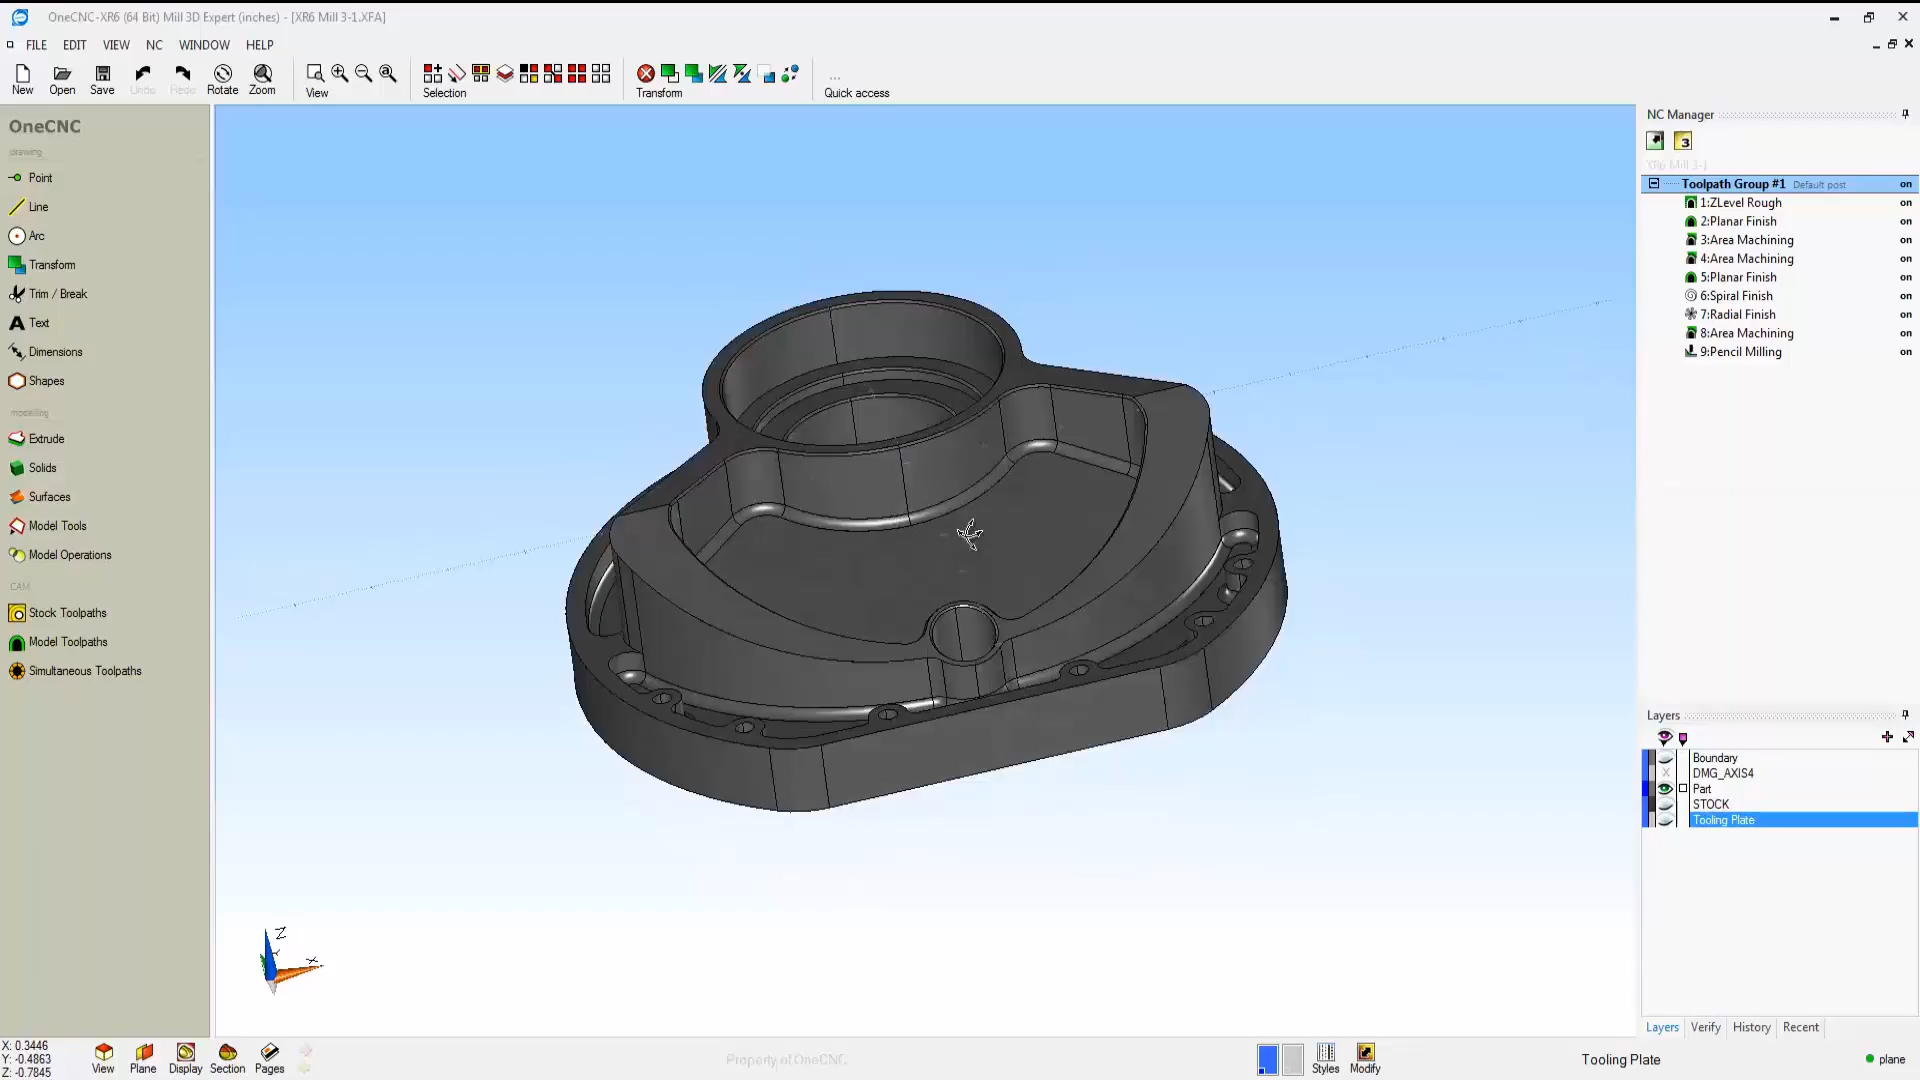 OneCNC-XR6 (64 Bit) Mill 3D Expert (inches) - [XR6 Mill 3-1.XFA]
FILE EDIT VIEW NC WINDOW HELP
New Open Save Undo Redo Rotate Zoom View Selection Transform ... Quick access
OneCNC
drawing
Point
Line
Arc
Transform
Trim / Break
Text
Dimensions
Shapes
modelling
Extrude
Solids
Surfaces
Model Tools
Model Operations
CAM
Stock Toolpaths
Model Toolpaths
Simultaneous Toolpaths
Z
X
NC Manager
3
XR6 Mill 3-1
Toolpath Group #1 Default post on
1:ZLevel Rough on
2:Planar Finish on
3:Area Machining on
4:Area Machining on
5:Planar Finish on
6:Spiral Finish on
7:Radial Finish on
8:Area Machining on
9:Pencil Milling on
Layers
Boundary
DMG_AXIS4
Part
STOCK
Tooling Plate
Layers Verify History Recent
X: 0.3446
Y: -0.4863
Z: -0.7845
View Plane Display Section Pages
Property of OneCNC
Styles Modify
Tooling Plate
plane